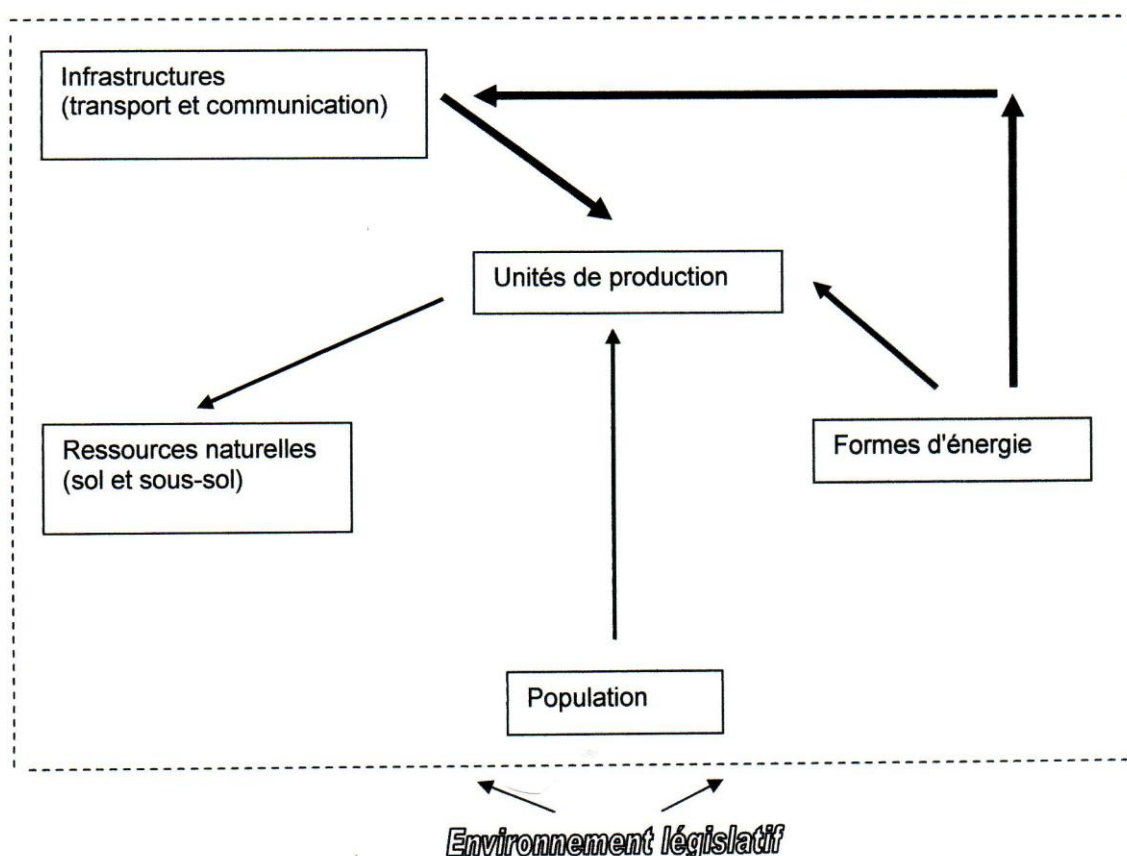 Infrastructures
(transport et communication)
Unités de production
Ressources naturelles
(sol et sous-sol)
Formes d'énergie
Population
Environnement législatif